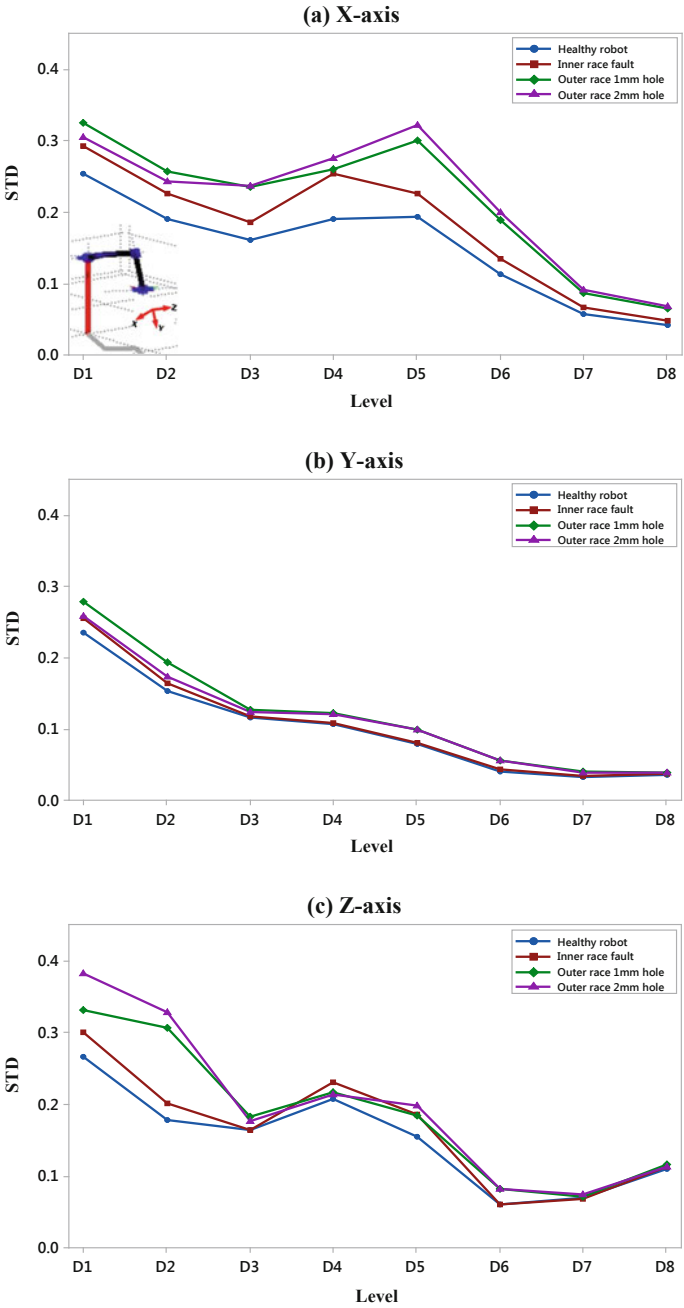 (a) X-axis
Healthy robot
Inner race fault
Outer race 1mm hole
Outer race 2mm hole
STD
0.4
0.3
0.2
0.1
0.0
X
Y
Z
D1 D2 D3 D4 D5 D6 D7 D8
Level
(b) Y-axis
Healthy robot
Inner race fault
Outer race 1mm hole
Outer race 2mm hole
STD
0.4
0.3
0.2
0.1
0.0
D1 D2 D3 D4 D5 D6 D7 D8
Level
(c) Z-axis
Healthy robot
Inner race fault
Outer race 1mm hole
Outer race 2mm hole
STD
0.4
0.3
0.2
0.1
0.0
D1 D2 D3 D4 D5 D6 D7 D8
Level